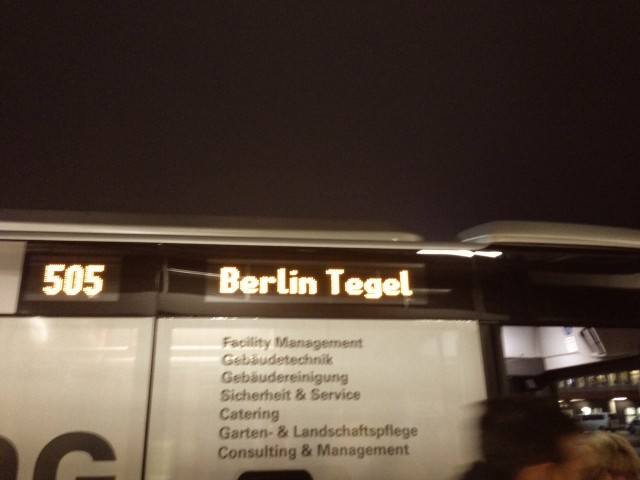 505 Berlin Tegel
Facility Management
Gebäudetechnik
Gebäudereinigung
Sicherheit & Service
Catering
Garten- & Landschaftspflege
Consulting & Management